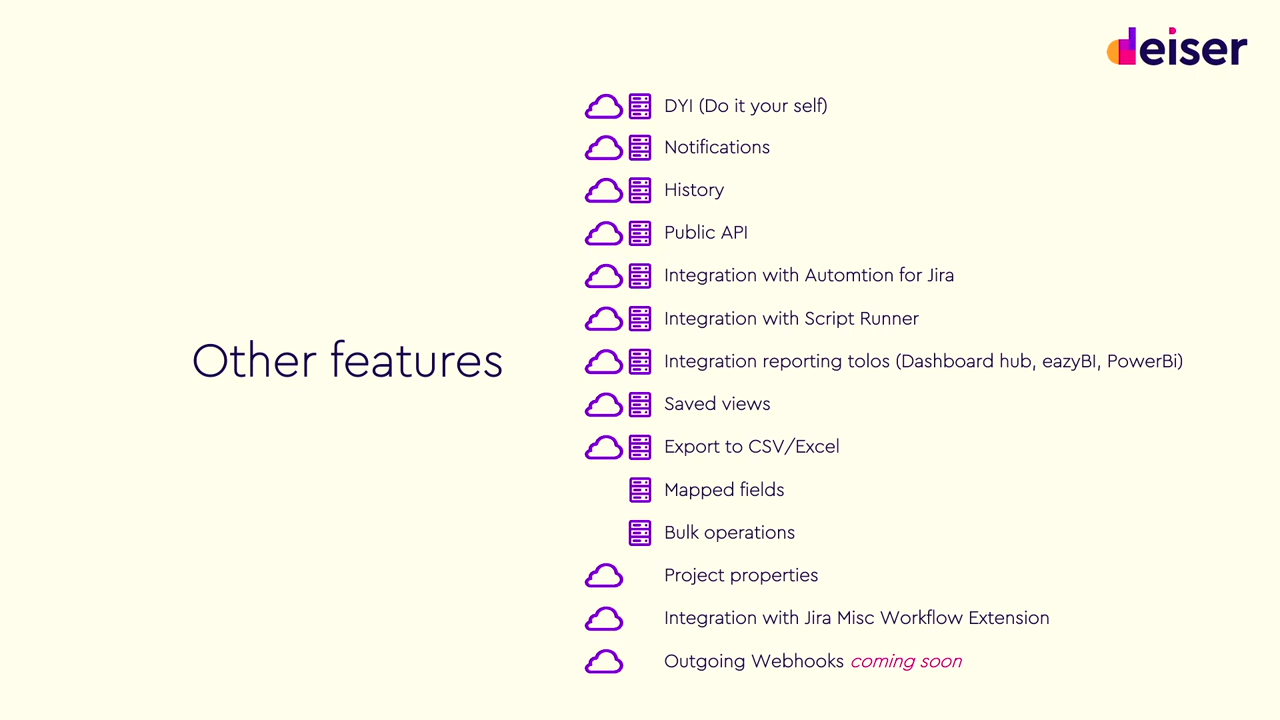 deiser
DYI (Do it your self)
Notifications
History
Public API
Integration with Automtion for Jira
Integration with Script Runner
Other features
Integration reporting tolos (Dashboard hub, eazyBI, PowerBi)
Saved views
Export to CSV/Excel
Mapped fields
Bulk operations
Project properties
Integration with Jira Misc Workflow Extension
Outgoing Webhooks coming soon